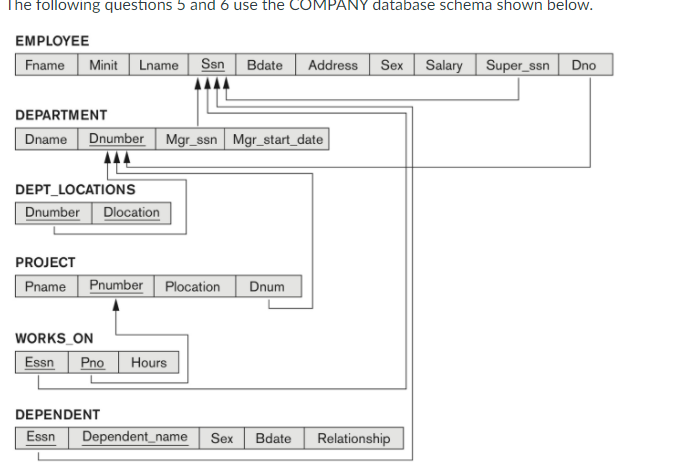 The following questions 5 and 6 use the COMPANY database schema shown below.
EMPLOYEE
Fname Minit Lname Ssn Bdate Address Sex Salary Super_ssn Dno
DEPARTMENT
Dname Dnumber Mgr_ssn Mgr_start_date
DEPT_LOCATIONS
Dnumber Dlocation
PROJECT
Pname Pnumber Plocation Dnum
WORKS_ON
Essn Pno Hours
DEPENDENT
Essn Dependent_name Sex Bdate Relationship